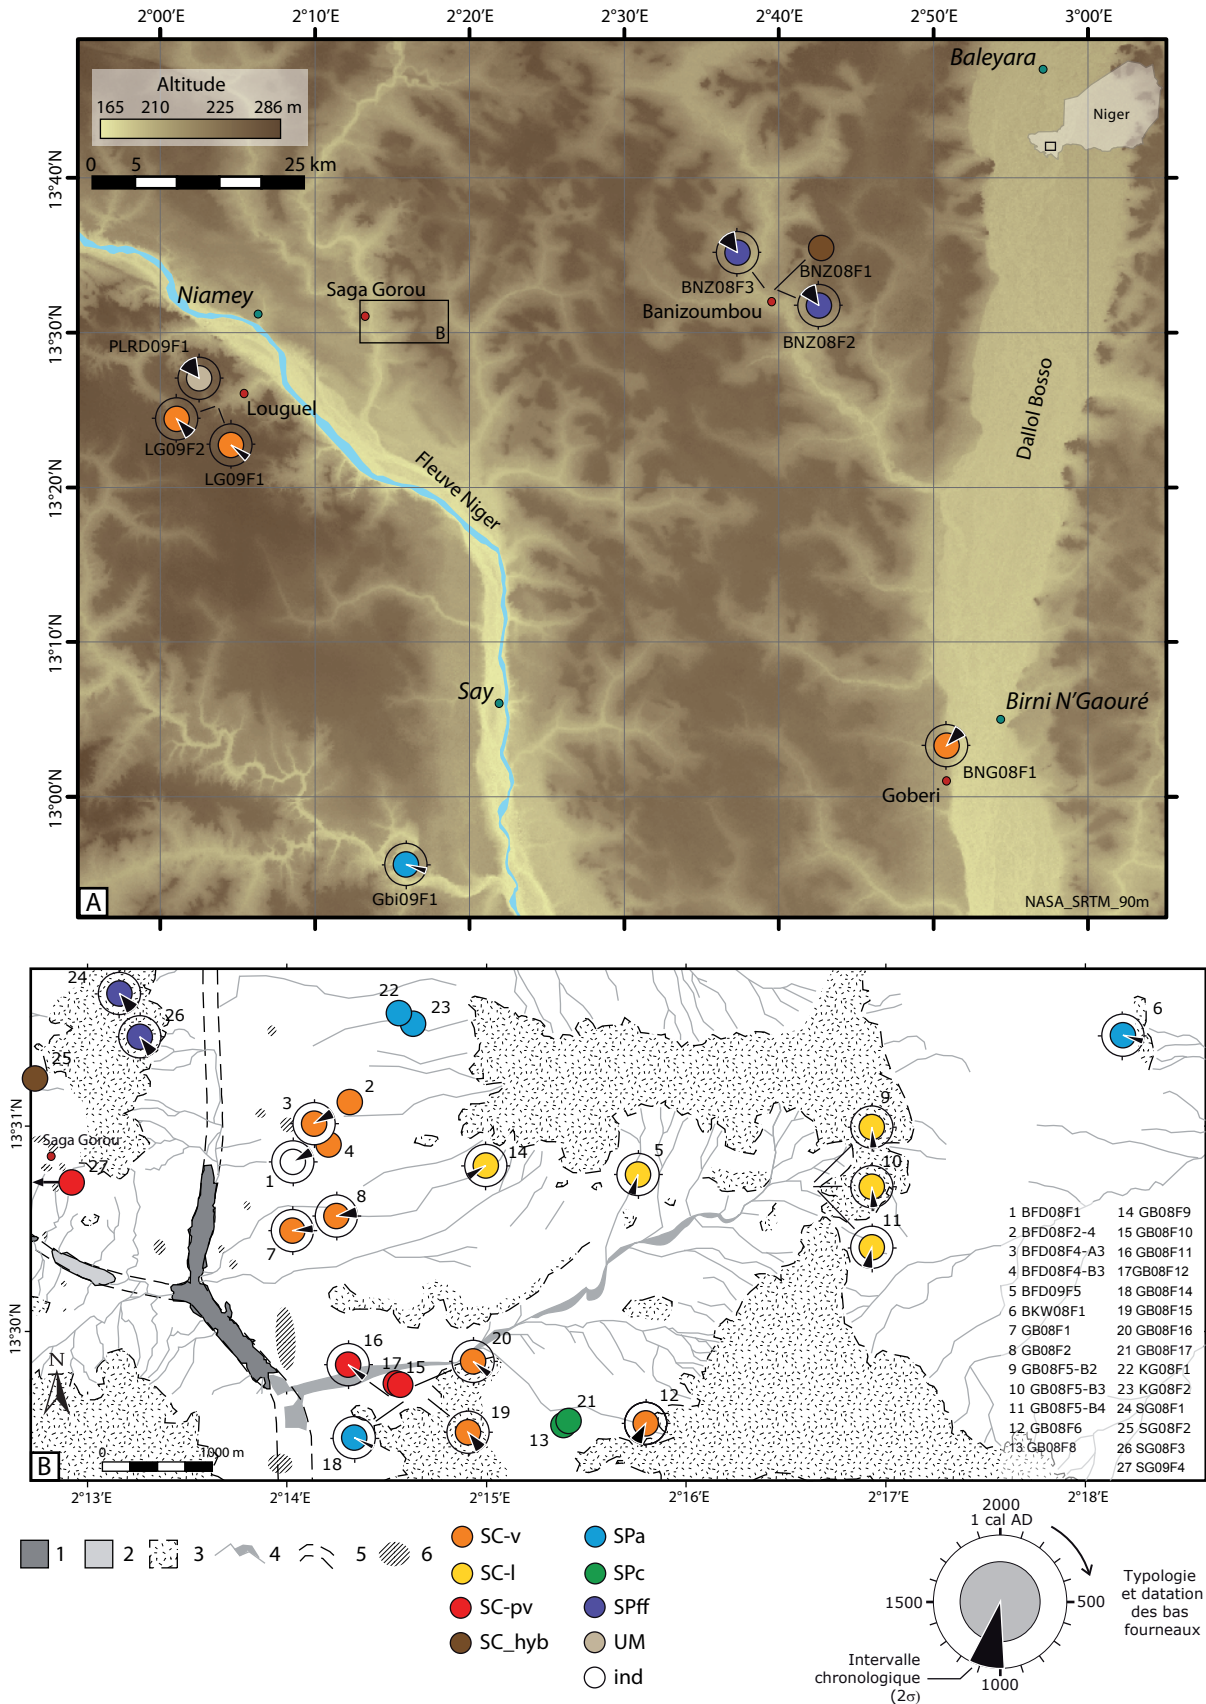 2°00'E 2°10'E 2°20'E 2°30'E 2°40'E 2°50'E 3°00'E
Baleyara
Altitude
165 210 225 286 m
Niger
0 5 25 km
13°40'N
BNZ08F3
BNZ08F1
Saga Gorou
Niamey
Banizoumbou
B
13°30'N
BNZ08F2
PLRD09F1
Louguel
Dallol Bosso
LG09F2
LG09F1
Fleuve Niger
13°20'N
13°10'N
Say
Birni N'Gaouré
BNG08F1
Goberi
13°00'N
Gbi09F1
A
NASA_SRTM_90m
24
22
23
6
26
25
2
3
9
13°31'N
Saga Gorou
4
14
5
27
1
10
8
11
7
1 BFD08F1
2 BFD08F2-4
3 BFD08F4-A3
4 BFD08F4-B3
5 BFD09F5
6 BKW08F1
7 GB08F1
8 GB08F2
9 GB08F5-B2
10 GB08F5-B3
11 GB08F5-B4
12 GB08F6
13 GB08F8
14 GB08F9
15 GB08F10
16 GB08F11
17GB08F12
18 GB08F14
19 GB08F15
20 GB08F16
21 GB08F17
22 KG08F1
23 KG08F2
24 SG08F1
25 SG08F2
26 SG08F3
27 SG09F4
13°30'N
16
20
N
17 15
12
21
19
13
18
0 1000 m
B
2°13'E 2°14'E 2°15'E 2°16'E 2°17'E 2°18'E
1 2 3 4 5 6
SC-v
SC-l
SC-pv
SC_hyb
SPa
SPc
SPff
UM
ind
2000
1 cal AD
1500
500
1000
Intervalle
chronologique
(2σ)
Typologie
et datation
des bas
fourneaux